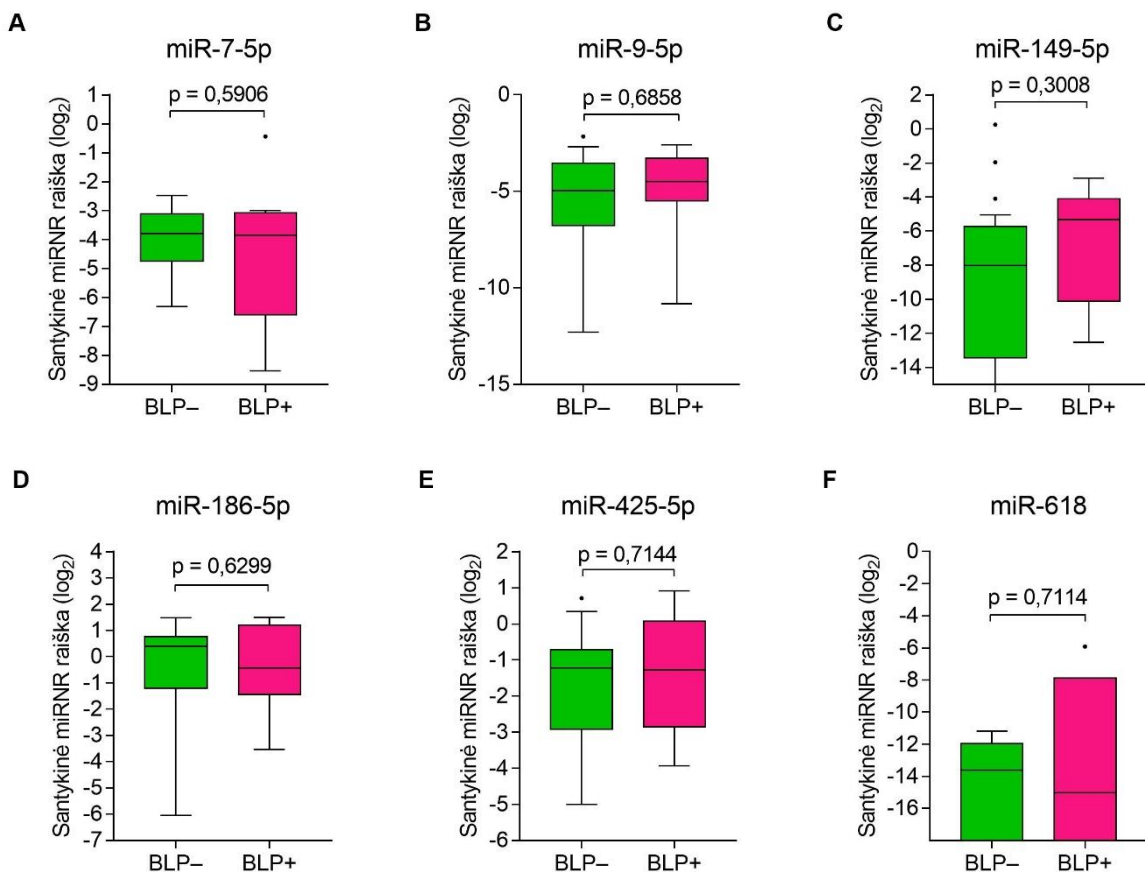 A
miR-7-5p
Santykinė miRNR raiška (log₂)
p = 0,5906
1
0
-1
-2
-3
-4
-5
-6
-7
-8
-9
BLP–
BLP+
B
miR-9-5p
Santykinė miRNR raiška (log₂)
p = 0,6858
0
-5
-10
-15
BLP–
BLP+
C
miR-149-5p
Santykinė miRNR raiška (log₂)
p = 0,3008
2
0
-2
-4
-6
-8
-10
-12
-14
BLP–
BLP+
D
miR-186-5p
Santykinė miRNR raiška (log₂)
p = 0,6299
4
3
2
1
0
-1
-2
-3
-4
-5
-6
-7
BLP–
BLP+
E
miR-425-5p
Santykinė miRNR raiška (log₂)
p = 0,7144
2
1
0
-1
-2
-3
-4
-5
-6
BLP–
BLP+
F
miR-618
Santykinė miRNR raiška (log₂)
p = 0,7114
0
-2
-4
-6
-8
-10
-12
-14
-16
BLP–
BLP+